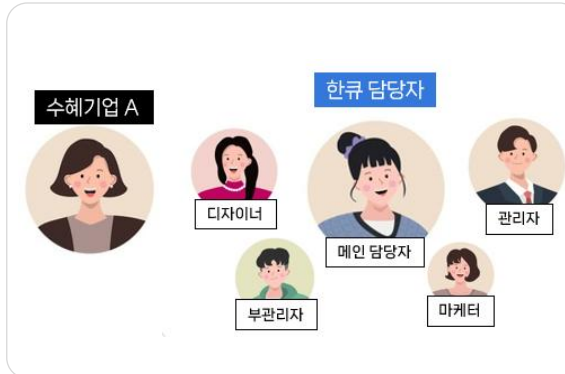 수혜기업 A
한큐 담당자
디자이너
메인 담당자
관리자
부관리자
마케터